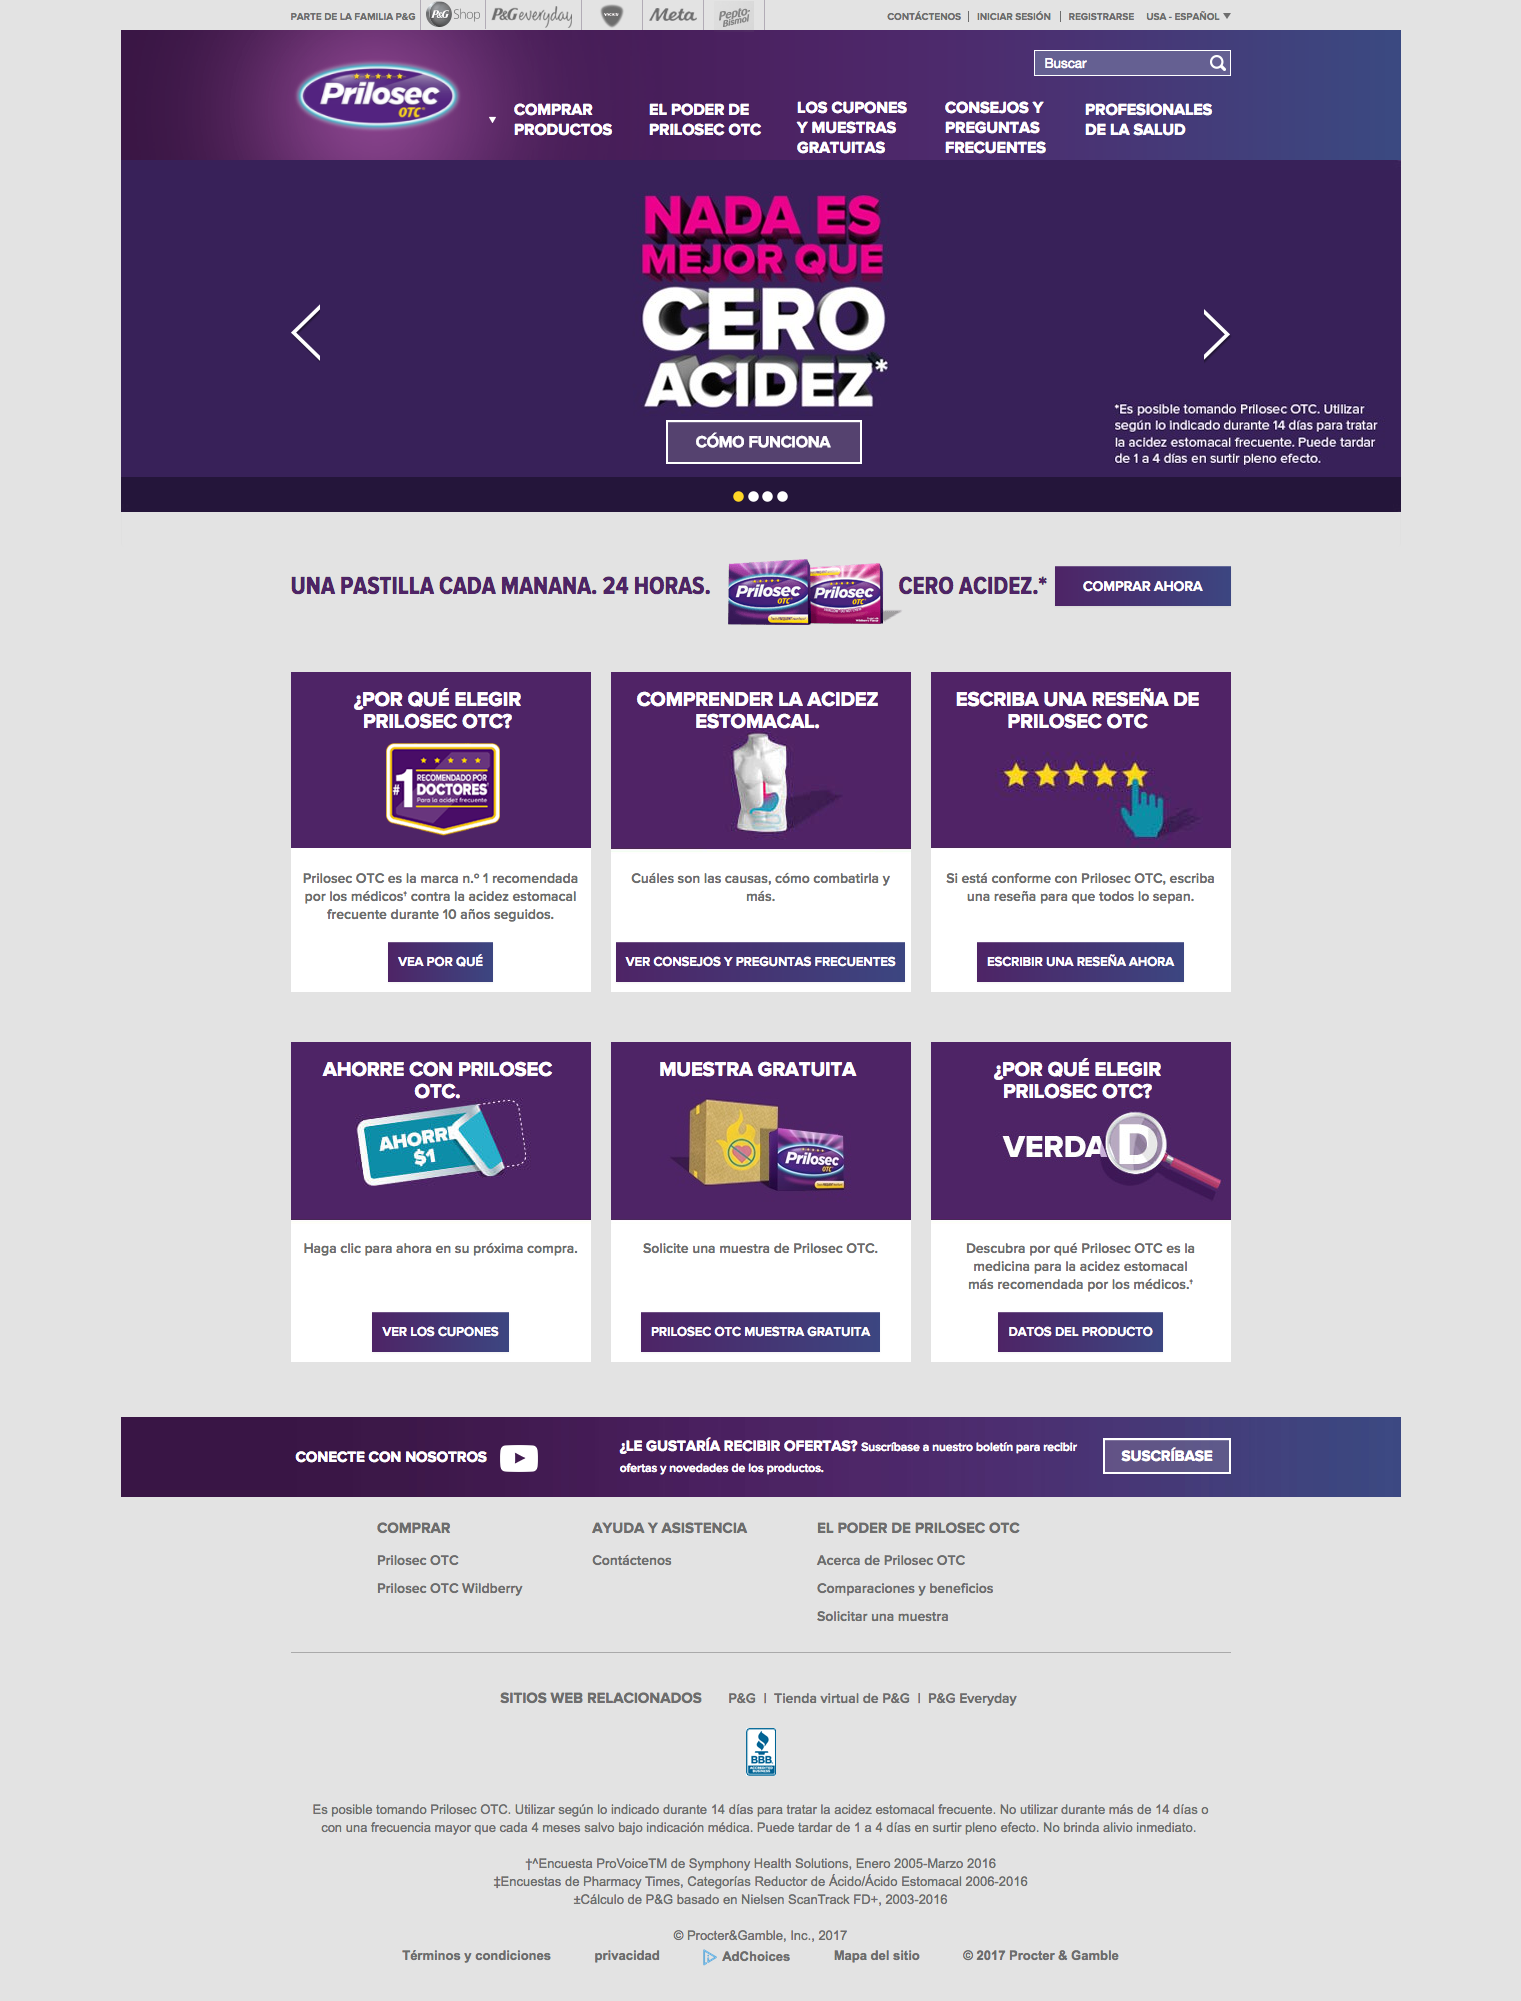 PARTE DE LA FAMILIA P&G
P&G Shop
P&G everyday
VICKS
Meta
Pepto-Bismol
CONTÁCTENOS | INICIAR SESIÓN | REGISTRARSE USA - ESPAÑOL
Prilosec OTC
Buscar
COMPRAR
PRODUCTOS
EL PODER DE
PRILOSEC OTC
LOS CUPONES
Y MUESTRAS
GRATUITAS
CONSEJOS Y
PREGUNTAS
FRECUENTES
PROFESIONALES
DE LA SALUD
NADA ES
MEJOR QUE
CERO
ACIDEZ*
CÓMO FUNCIONA
*Es posible tomando Prilosec OTC. Utilizar
según lo indicado durante 14 días para tratar
la acidez estomacal frecuente. Puede tardar
de 1 a 4 días en surtir pleno efecto.
UNA PASTILLA CADA MANANA. 24 HORAS.
Prilosec OTC
Prilosec OTC
CERO ACIDEZ.*
COMPRAR AHORA
¿POR QUÉ ELEGIR
PRILOSEC OTC?
#1 RECOMENDADO POR
DOCTORES
Para la acidez frecuente
Prilosec OTC es la marca n.º 1 recomendada
por los médicos† contra la acidez estomacal
frecuente durante 10 años seguidos.
VEA POR QUÉ
COMPRENDER LA ACIDEZ
ESTOMACAL.
Cuáles son las causas, cómo combatirla y
más.
VER CONSEJOS Y PREGUNTAS FRECUENTES
ESCRIBA UNA RESEÑA DE
PRILOSEC OTC
Si está conforme con Prilosec OTC, escriba
una reseña para que todos lo sepan.
ESCRIBIR UNA RESEÑA AHORA
AHORRE CON PRILOSEC
OTC.
AHORRE
$1
Haga clic para ahora en su próxima compra.
VER LOS CUPONES
MUESTRA GRATUITA
Prilosec OTC
Solicite una muestra de Prilosec OTC.
PRILOSEC OTC MUESTRA GRATUITA
¿POR QUÉ ELEGIR
PRILOSEC OTC?
VERDAD
Descubra por qué Prilosec OTC es la
medicina para la acidez estomacal
más recomendada por los médicos.†
DATOS DEL PRODUCTO
CONECTE CON NOSOTROS
¿LE GUSTARÍA RECIBIR OFERTAS? Suscríbase a nuestro boletín para recibir
ofertas y novedades de los productos.
SUSCRÍBASE
COMPRAR
Prilosec OTC
Prilosec OTC Wildberry
AYUDA Y ASISTENCIA
Contáctenos
EL PODER DE PRILOSEC OTC
Acerca de Prilosec OTC
Comparaciones y beneficios
Solicitar una muestra
SITIOS WEB RELACIONADOS P&G | Tienda virtual de P&G | P&G Everyday
BBB
ACCREDITED
BUSINESS
Es posible tomando Prilosec OTC. Utilizar según lo indicado durante 14 días para tratar la acidez estomacal frecuente. No utilizar durante más de 14 días o
con una frecuencia mayor que cada 4 meses salvo bajo indicación médica. Puede tardar de 1 a 4 días en surtir pleno efecto. No brinda alivio inmediato.
†^Encuesta ProVoiceTM de Symphony Health Solutions, Enero 2005-Marzo 2016
‡Encuestas de Pharmacy Times, Categorías Reductor de Ácido/Ácido Estomacal 2006-2016
±Cálculo de P&G basado en Nielsen ScanTrack FD+, 2003-2016
© Procter&Gamble, Inc., 2017
Términos y condiciones privacidad AdChoices Mapa del sitio © 2017 Procter & Gamble